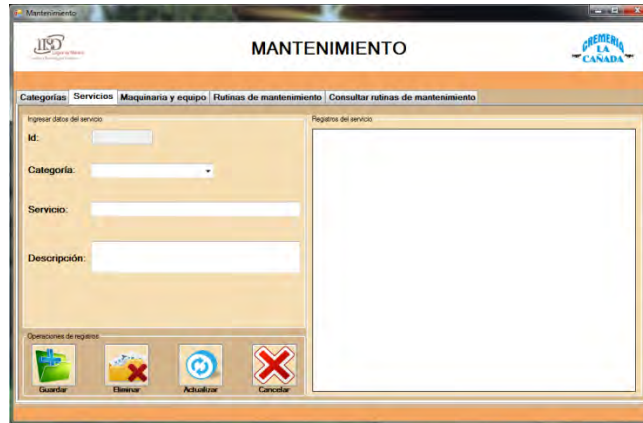 Mantenimiento
MANTENIMIENTO
CREMERIA
LA
CAÑADA
Categorías Servicios Maquinaria y equipo Rutinas de mantenimiento Consultar rutinas de mantenimiento
Ingresar datos del servicio
Registros del servicio
Id:
Categoría:
Servicio:
Descripción:
Operaciones de registros
Guardar Eliminar Actualizar Cancelar